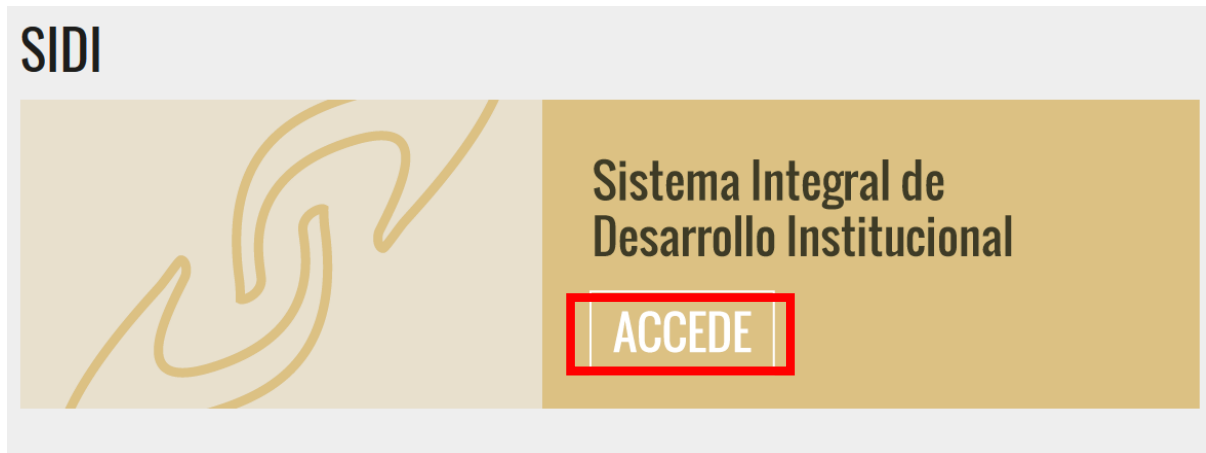 SIDI
Sistema Integral de
Desarrollo Institucional
ACCEDE